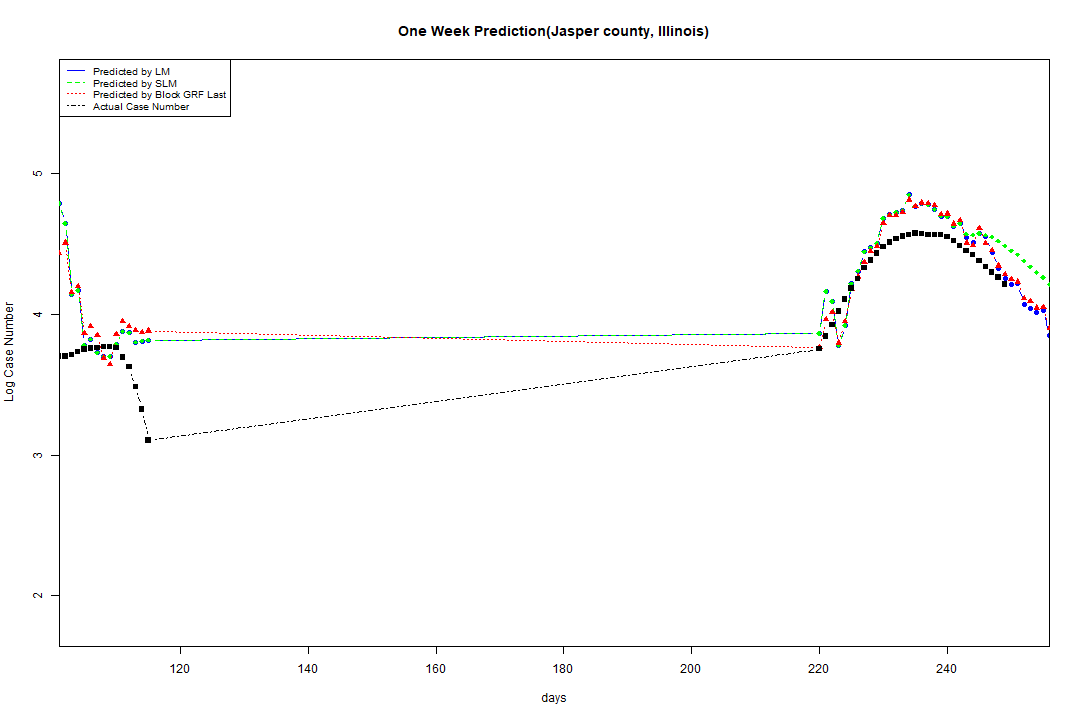 One Week Prediction(Jasper county, Illinois)
Predicted by LM
Predicted by SLM
Predicted by Block GRF Last
Actual Case Number
5
4
3
2
Log Case Number
120 140 160 180 200 220 240
days